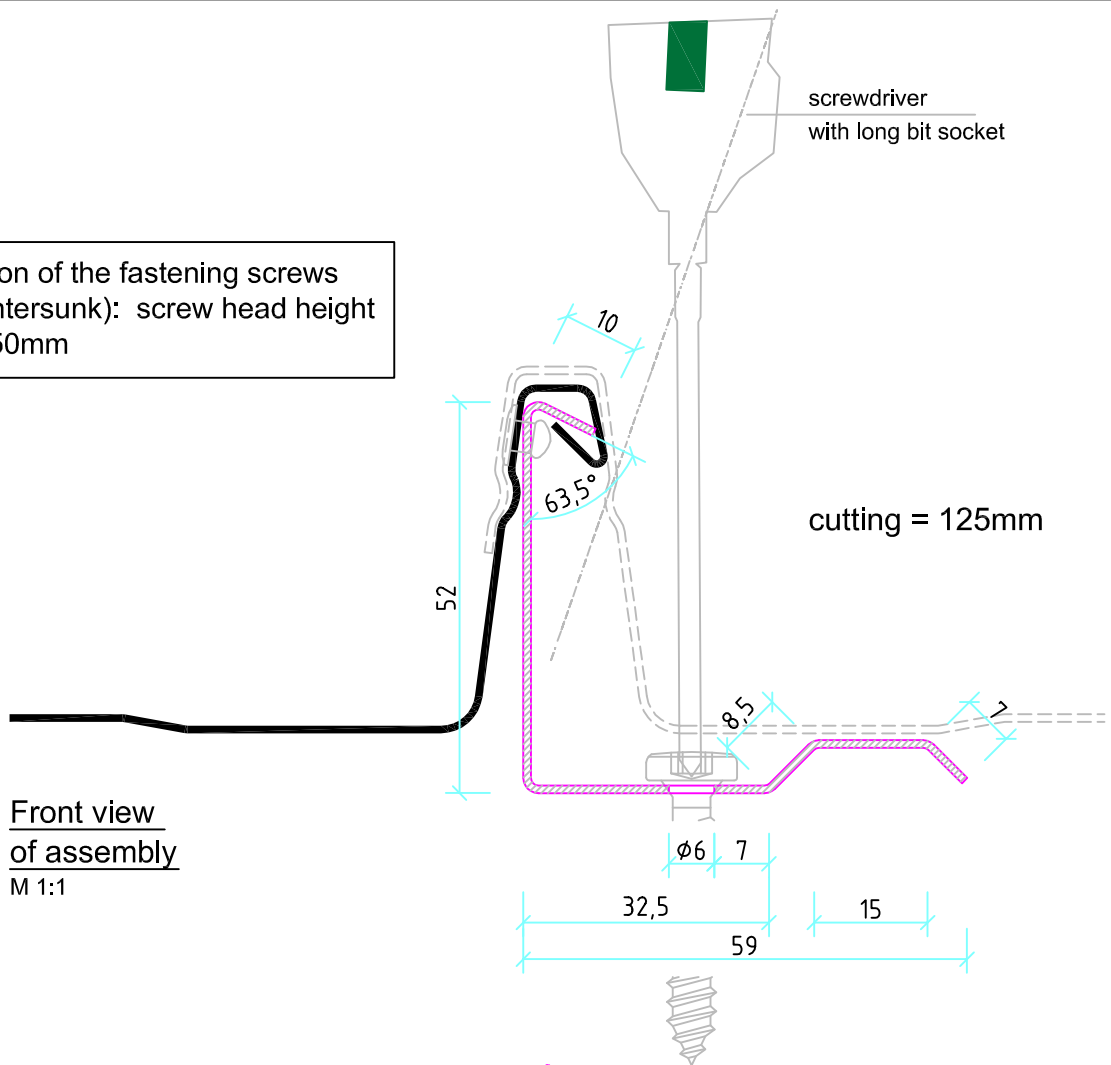 screwdriver
with long bit socket
on of the fastening screws
ntersunk): screw head height
50mm
10
63,5°
cutting = 125mm
52
8,5
7
Front view
of assembly
M 1:1
ø6
7
32,5
15
59